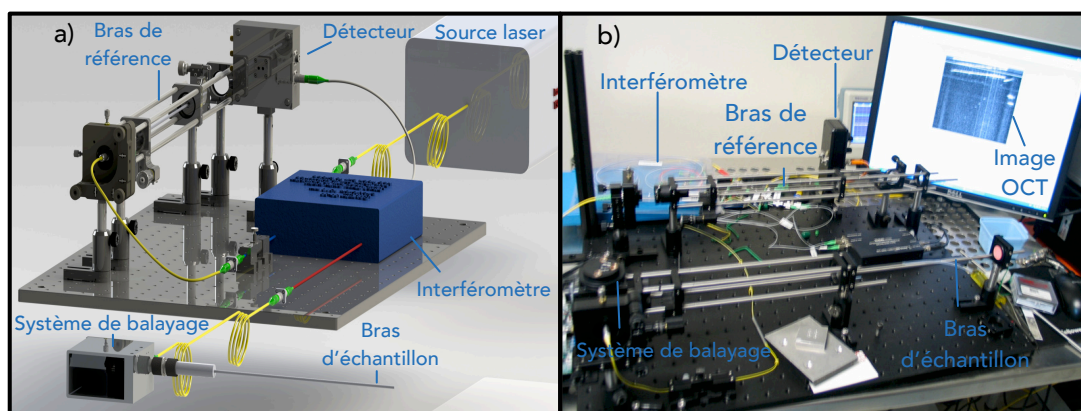 a)
Bras de
référence
Détecteur
Source laser
Interféromètre
Système de balayage
Bras
d'échantillon
b)
Interféromètre
Détecteur
Bras de
référence
Image
OCT
Système de balayage
Bras
d'échantillon